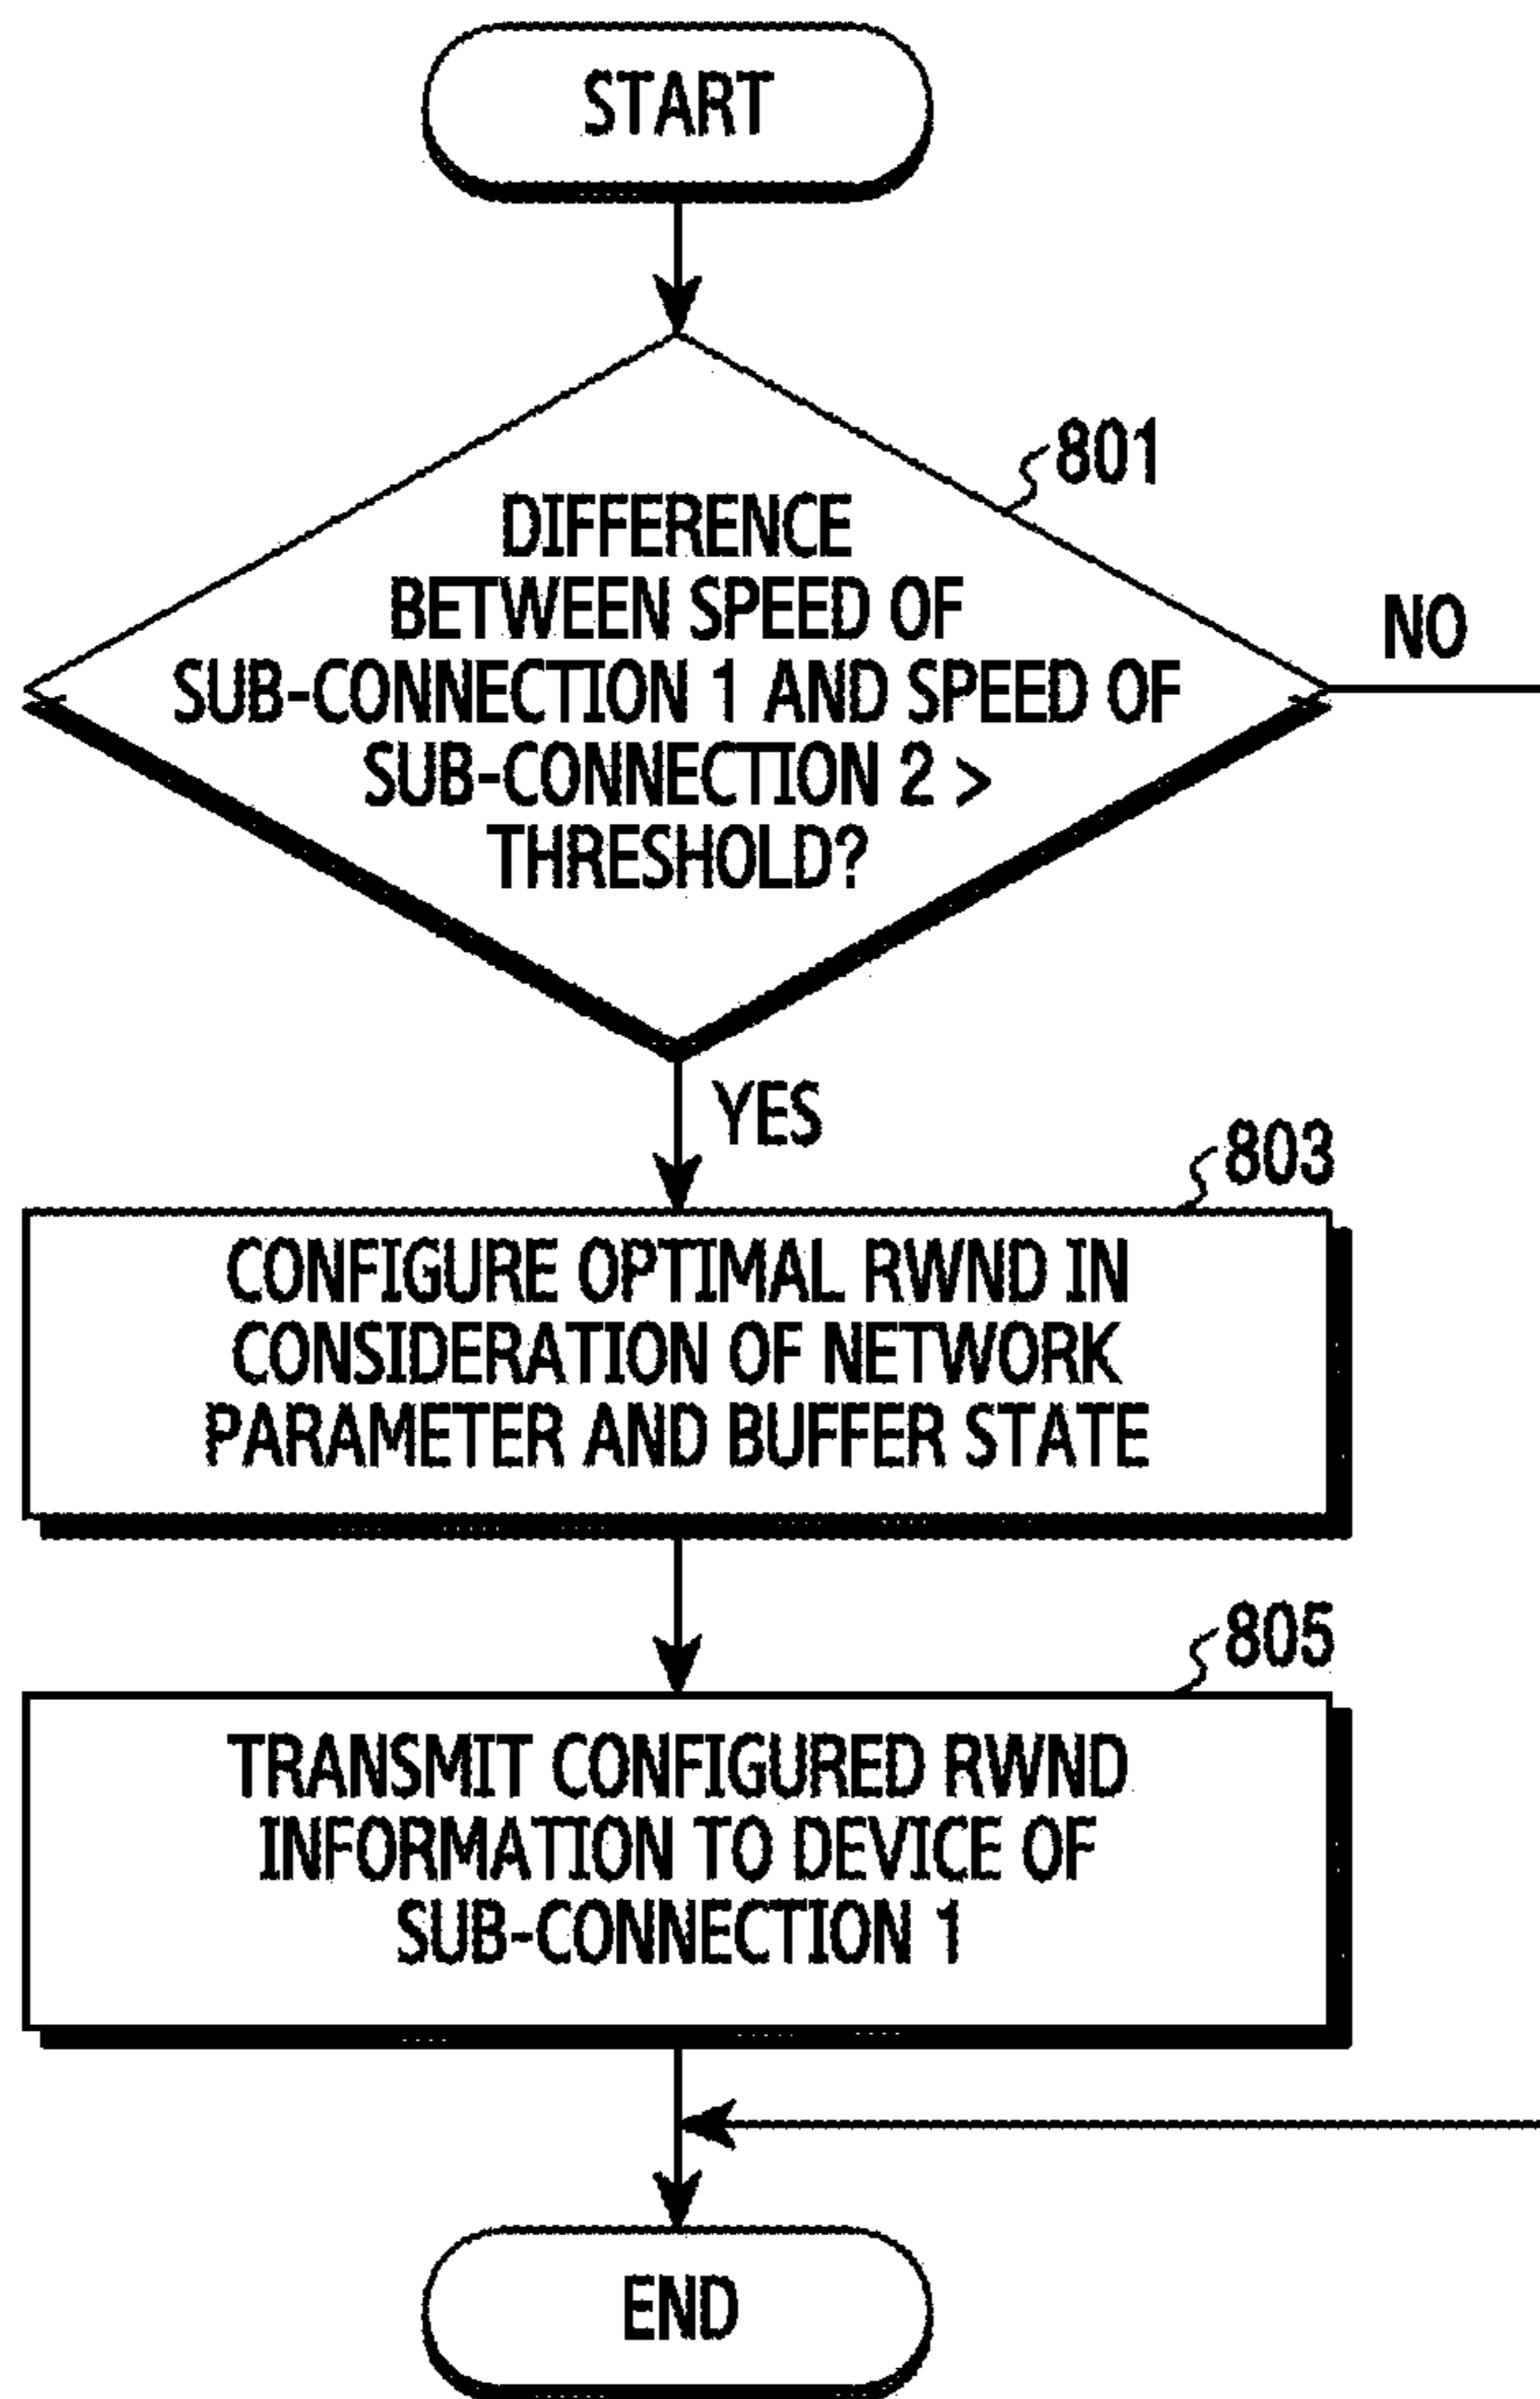 START
801
DIFFERENCE
BETWEEN SPEED OF
SUB-CONNECTION 1 AND SPEED OF
SUB-CONNECTION 2 >
THRESHOLD?
NO
YES
803
CONFIGURE OPTIMAL RWND IN
CONSIDERATION OF NETWORK
PARAMETER AND BUFFER STATE
805
TRANSMIT CONFIGURED RWND
INFORMATION TO DEVICE OF
SUB-CONNECTION 1
END